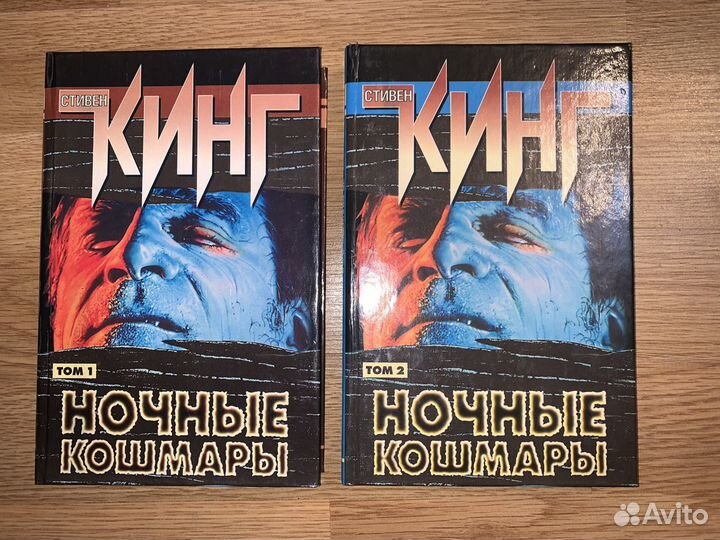 СТИВЕН
КИНГ
ТОМ 1
НОЧНЫЕ
КОШМАРЫ
СТИВЕН
КИНГ
ТОМ 2
НОЧНЫЕ
КОШМАРЫ
Avito